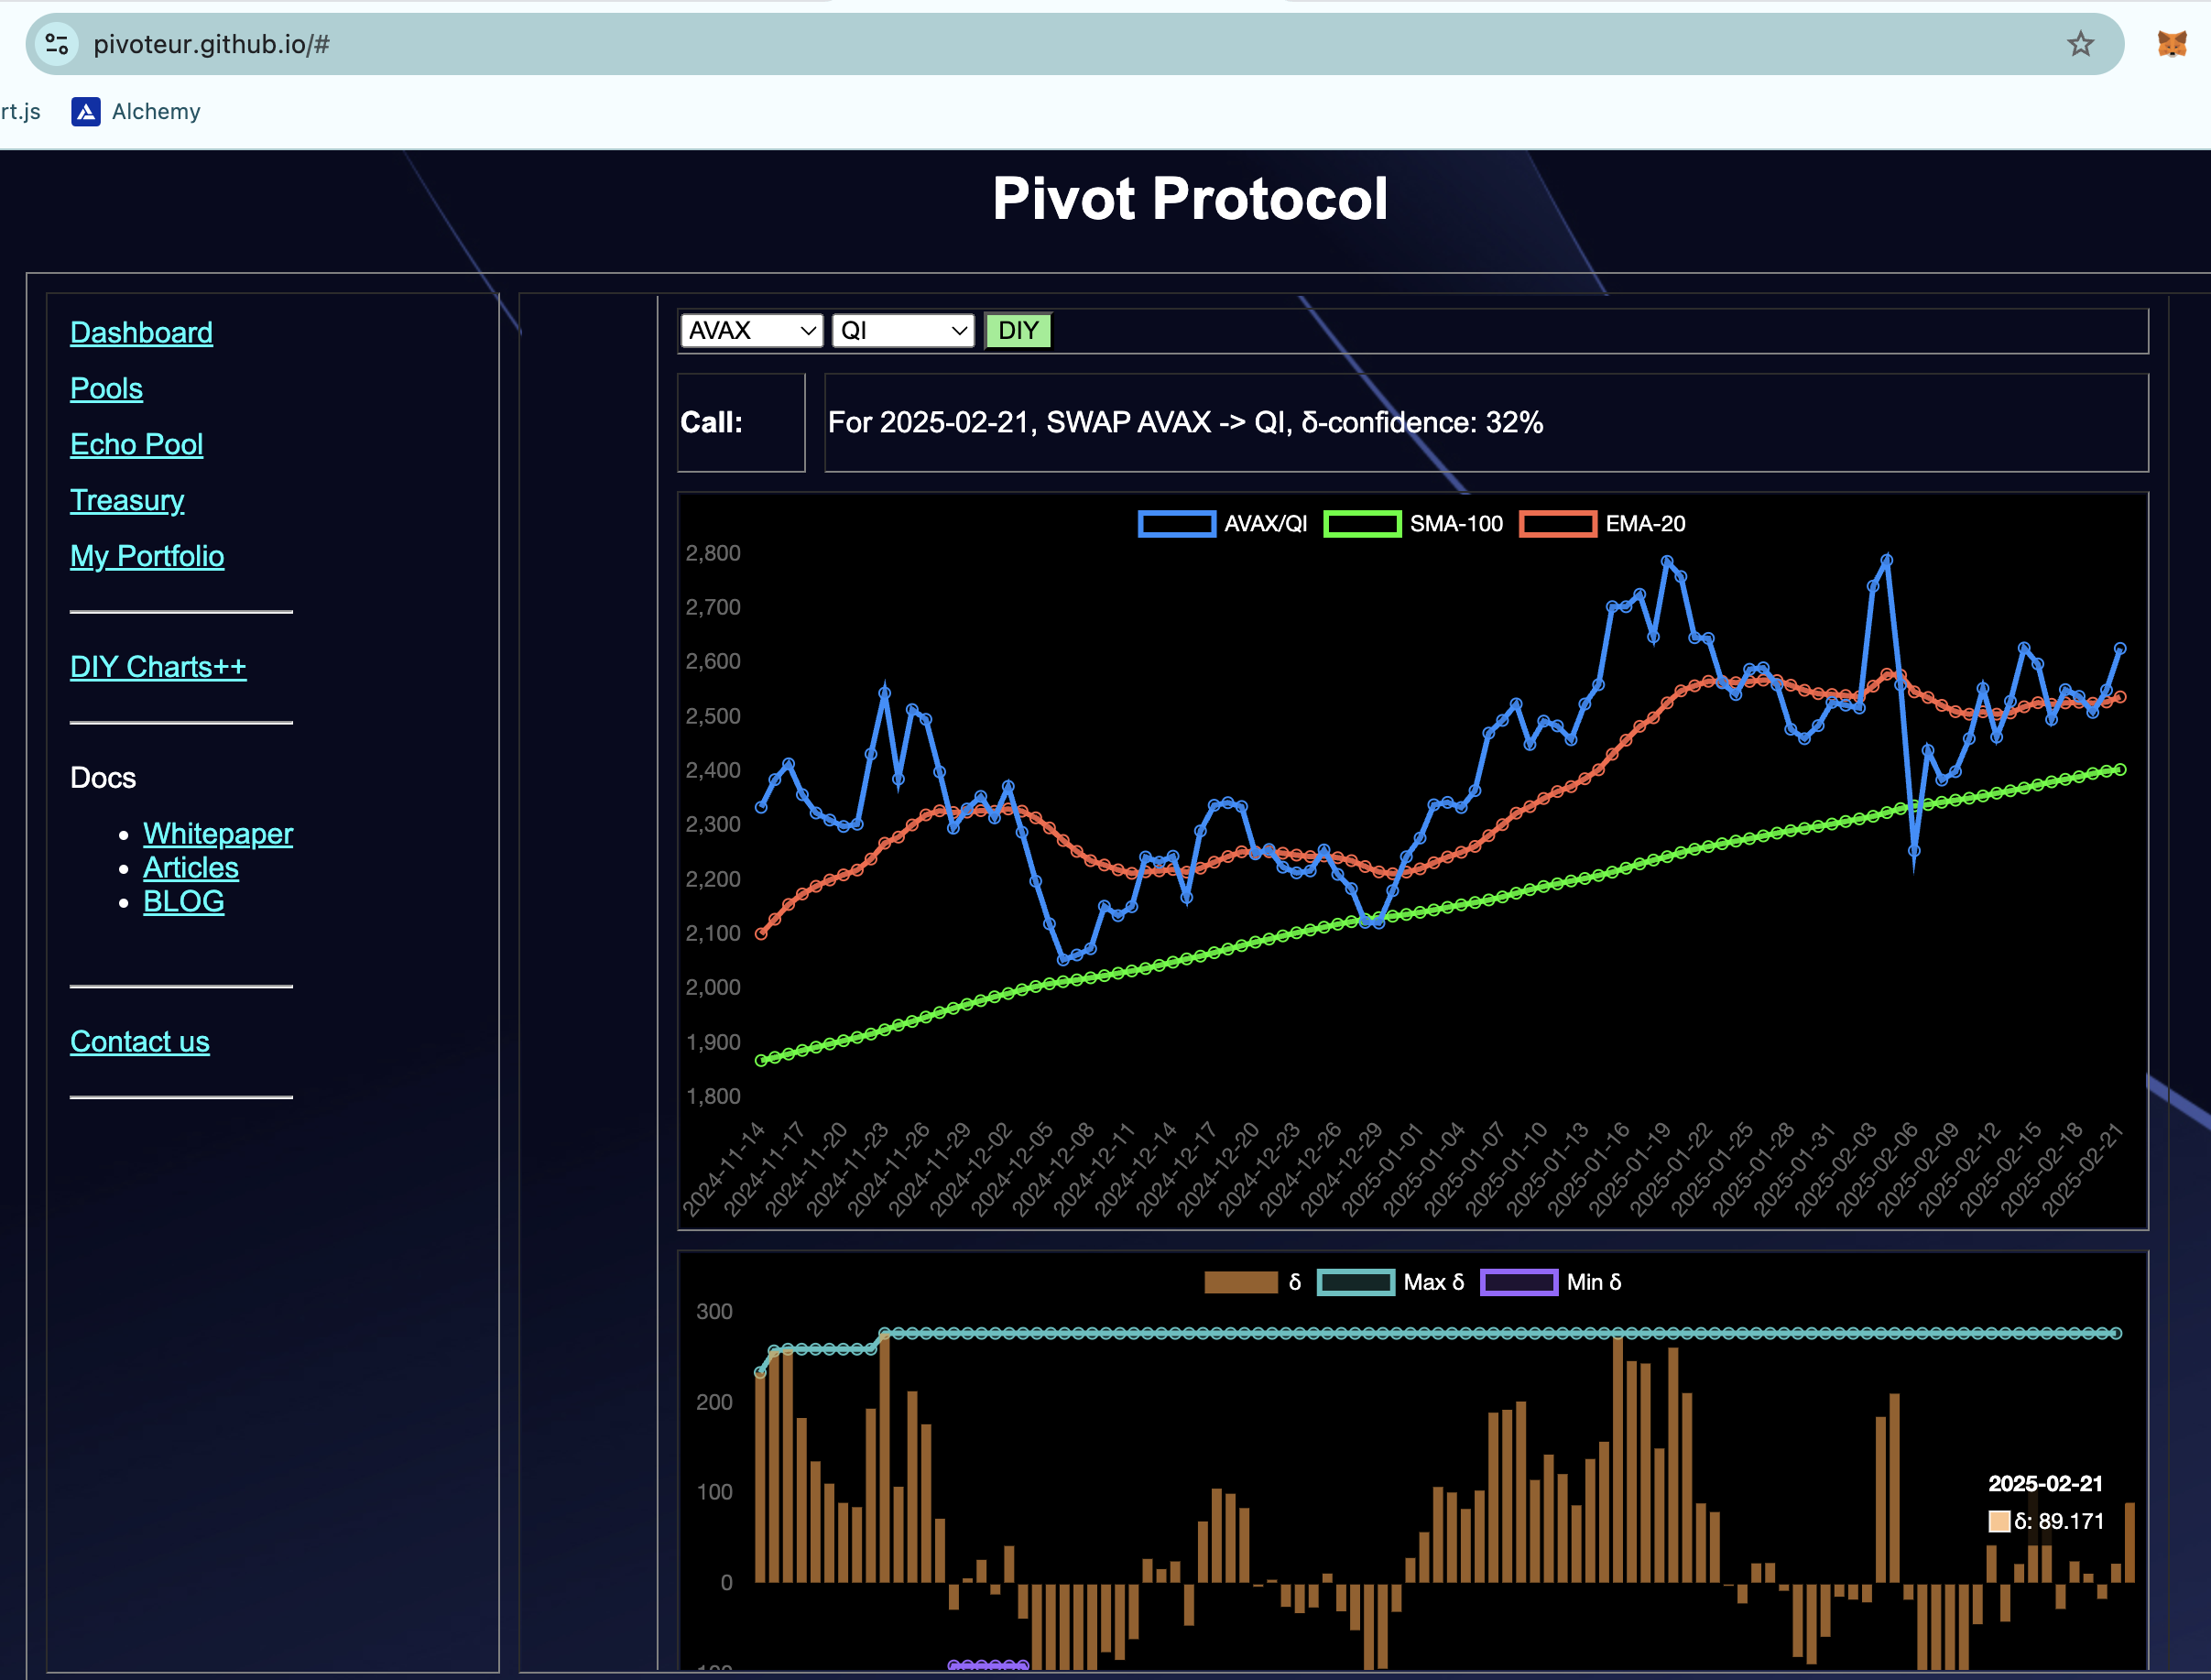 pivoteur.github.io/#
rt.js Alchemy
Pivot Protocol
Dashboard
Pools
Echo Pool
Treasury
My Portfolio
DIY Charts++
Docs
Whitepaper
Articles
BLOG
Contact us
AVAX QI DIY
Call: For 2025-02-21, SWAP AVAX -> QI, δ-confidence: 32%
AVAX/QI SMA-100 EMA-20
2,800
2,700
2,600
2,500
2,400
2,300
2,200
2,100
2,000
1,900
1,800
2024-11-14 2024-11-17 2024-11-20 2024-11-23 2024-11-26 2024-11-29 2024-12-02 2024-12-05 2024-12-08 2024-12-11 2024-12-14 2024-12-17 2024-12-20 2024-12-23 2024-12-26 2024-12-29 2025-01-01 2025-01-04 2025-01-07 2025-01-10 2025-01-13 2025-01-16 2025-01-19 2025-01-22 2025-01-25 2025-01-28 2025-01-31 2025-02-03 2025-02-06 2025-02-09 2025-02-12 2025-02-15 2025-02-18 2025-02-21
δ Max δ Min δ
300
200
100
0
2025-02-21
δ: 89.171